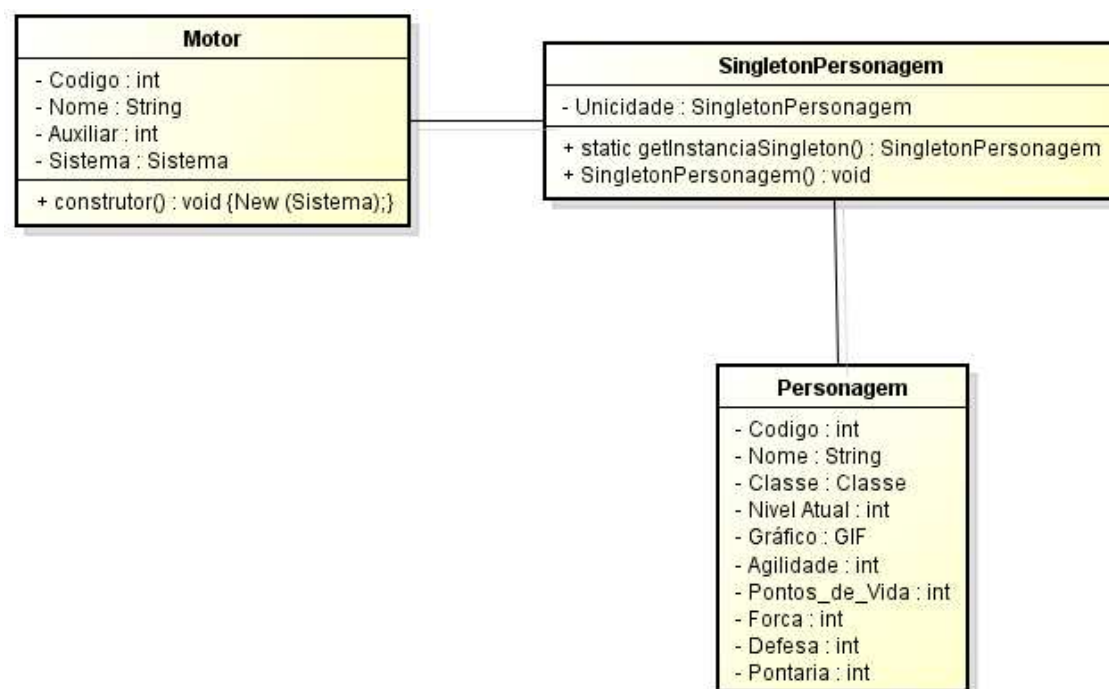 Motor
- Codigo : int
- Nome : String
- Auxiliar : int
- Sistema : Sistema
+ construtor() : void {New (Sistema);}
SingletonPersonagem
- Unicidade : SingletonPersonagem
+ static getInstanciaSingleton() : SingletonPersonagem
+ SingletonPersonagem() : void
Personagem
- Codigo : int
- Nome : String
- Classe : Classe
- Nivel Atual : int
- Gráfico : GIF
- Agilidade : int
- Pontos_de_Vida : int
- Forca : int
- Defesa : int
- Pontaria : int